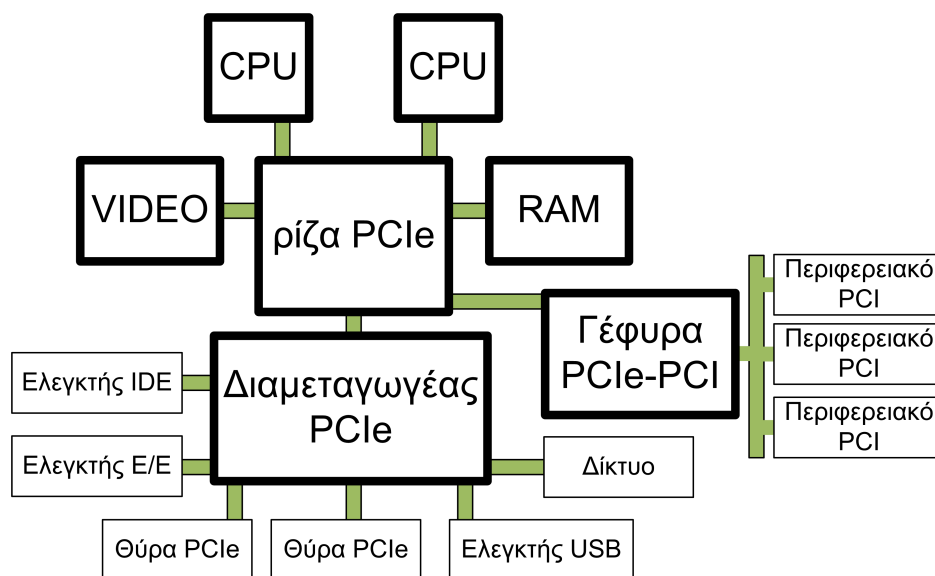 CPU
CPU
VIDEO
ρίζα PCIe
RAM
Περιφερειακό
PCI
Γέφυρα
PCIe-PCI
Περιφερειακό
PCI
Ελεγκτής IDE
Διαμεταγωγέας
PCIe
Περιφερειακό
PCI
Ελεγκτής Ε/Ε
Δίκτυο
Θύρα PCIe
Θύρα PCIe
Ελεγκτής USB